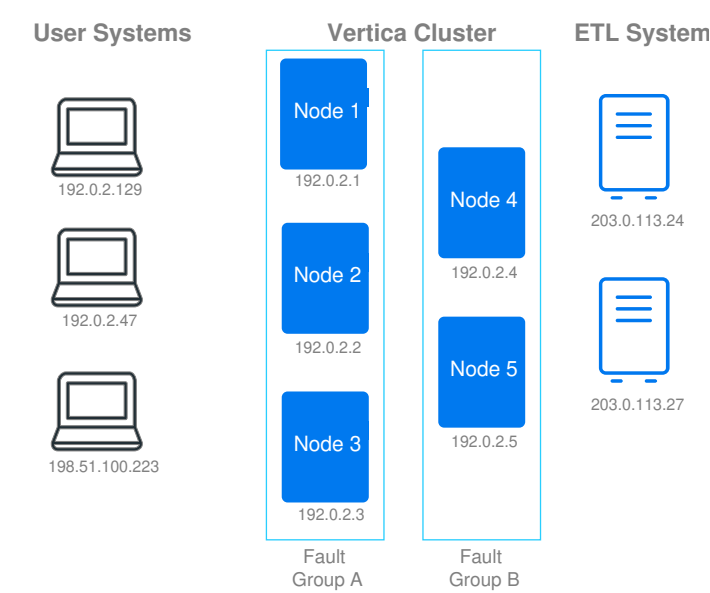 User Systems
Vertica Cluster
ETL System
192.0.2.129
192.0.2.47
198.51.100.223
Node 1
192.0.2.1
Node 2
192.0.2.2
Node 3
192.0.2.3
Fault
Group A
Node 4
192.0.2.4
Node 5
192.0.2.5
Fault
Group B
203.0.113.24
203.0.113.27